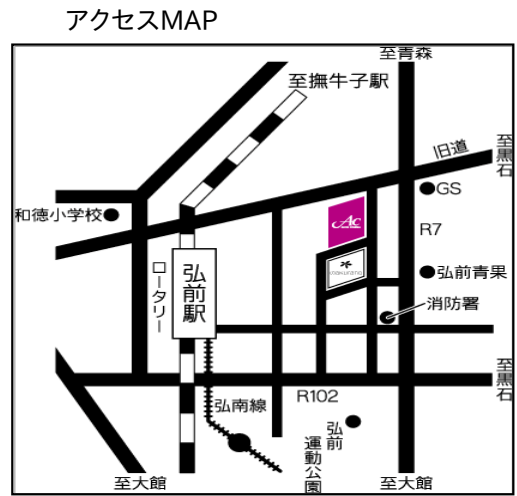 アクセスMAP
至青森
至撫牛子駅
旧道
至黒石
GS
和徳小学校
Ac
R7
ロータリー
弘前駅
弘前青果
消防署
至黒石
R102
弘南線
弘前
運動公園
至大館
至大館